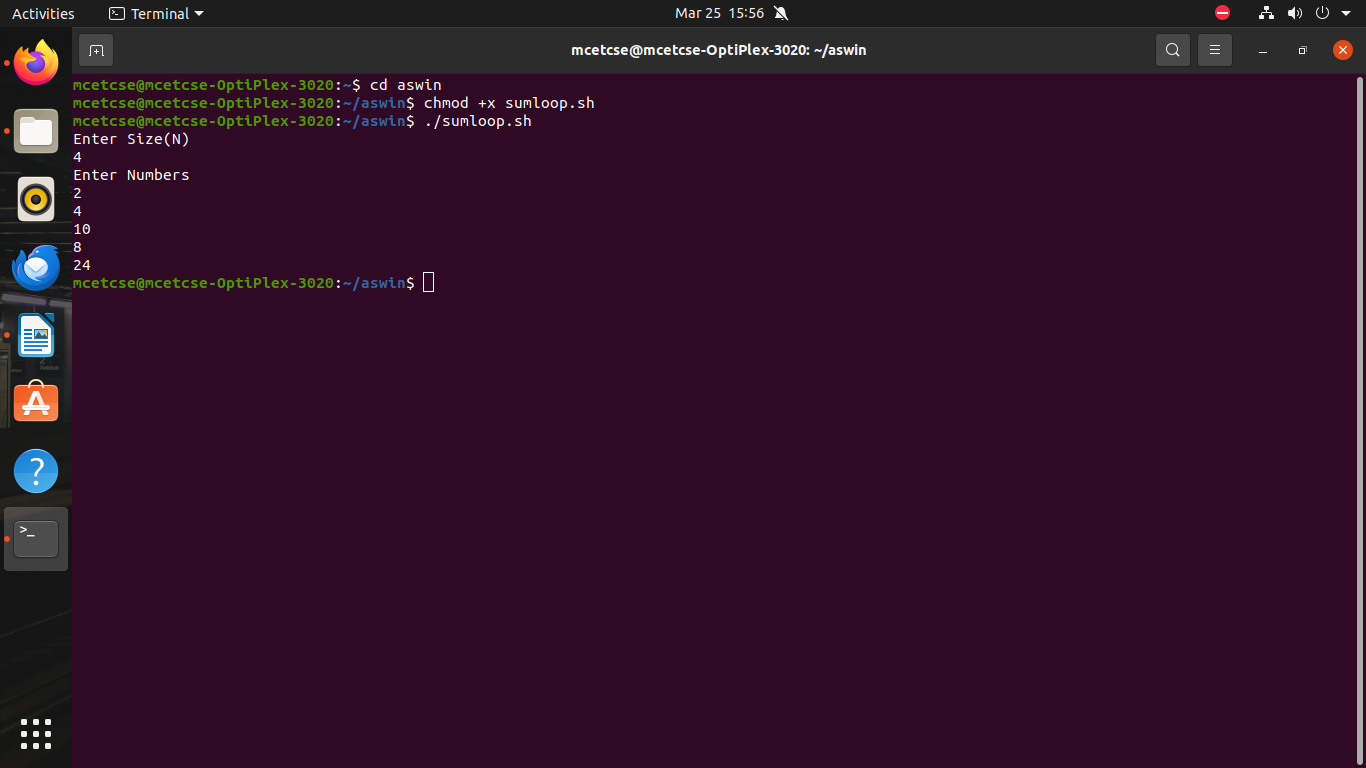 Activities Terminal Mar 25 15:56
mcetcse@mcetcse-OptiPlex-3020: ~/aswin
mcetcse@mcetcse-OptiPlex-3020:~$ cd aswin
mcetcse@mcetcse-OptiPlex-3020:~/aswin$ chmod +x sumloop.sh
mcetcse@mcetcse-OptiPlex-3020:~/aswin$ ./sumloop.sh
Enter Size(N)
4
Enter Numbers
2
4
10
8
24
mcetcse@mcetcse-OptiPlex-3020:~/aswin$